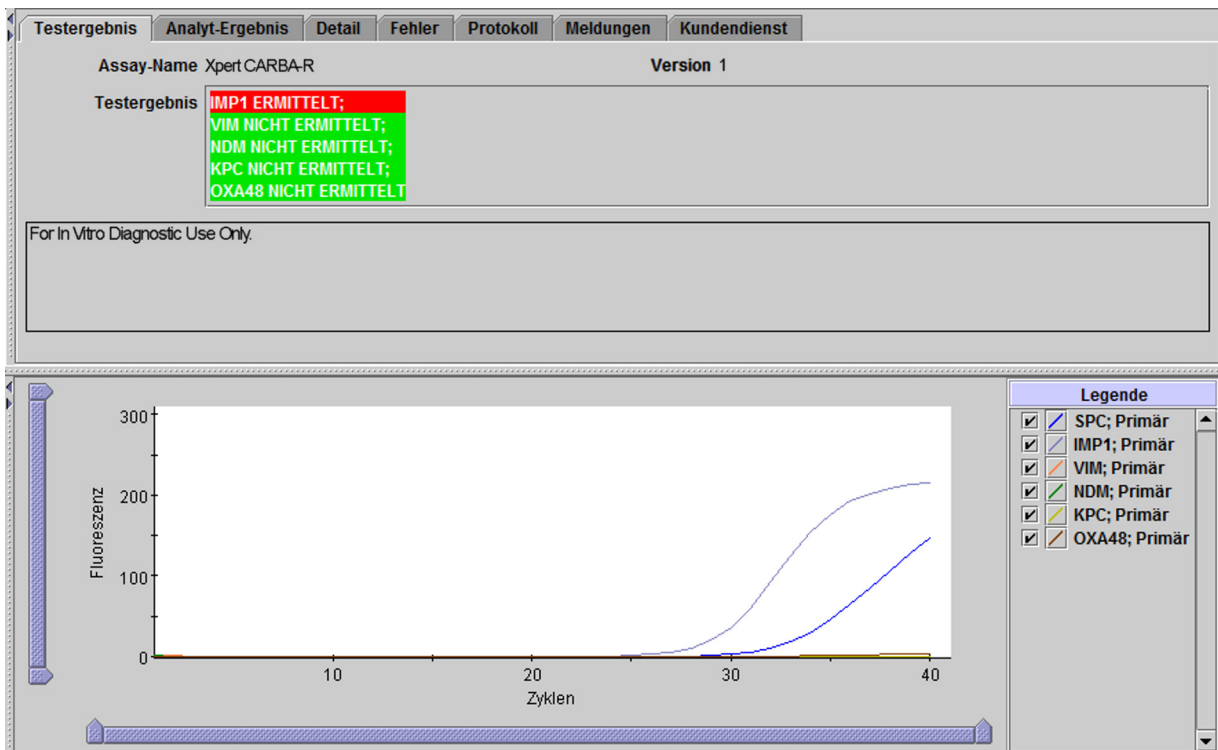 Testergebnis Analyt-Ergebnis Detail Fehler Protokoll Meldungen Kundendienst
Assay-Name Xpert CARBA-R Version 1
Testergebnis IMP1 ERMITTELT;
VIM NICHT ERMITTELT;
NDM NICHT ERMITTELT;
KPC NICHT ERMITTELT;
OXA48 NICHT ERMITTELT
For In Vitro Diagnostic Use Only.
300
200
100
0
Fluoreszenz
10 20 30 40
Zyklen
Legende
SPC; Primär
IMP1; Primär
VIM; Primär
NDM; Primär
KPC; Primär
OXA48; Primär